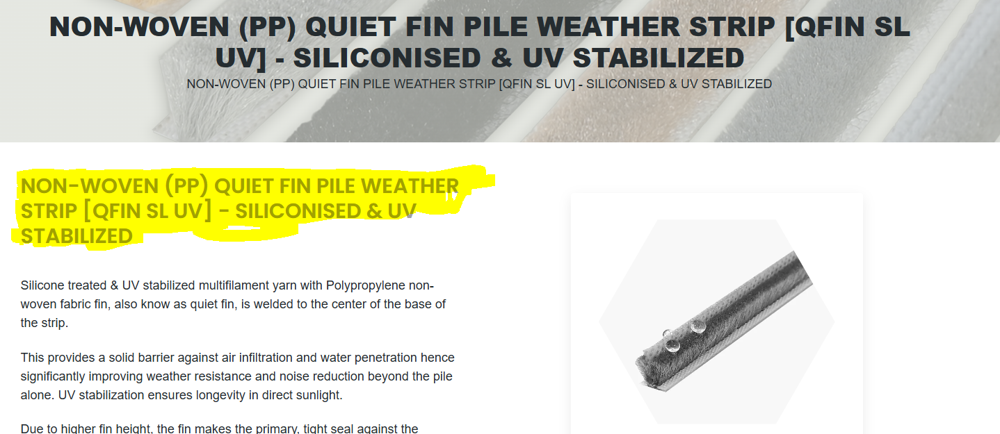 NON-WOVEN (PP) QUIET FIN PILE WEATHER STRIP [QFIN SL
UV] - SILICONISED & UV STABILIZED
NON-WOVEN (PP) QUIET FIN PILE WEATHER STRIP [QFIN SL UV] - SILICONISED & UV STABILIZED
NON-WOVEN (PP) QUIET FIN PILE WEATHER
STRIP [QFIN SL UV] - SILICONISED & UV
STABILIZED
Silicone treated & UV stabilized multifilament yarn with Polypropylene non-
woven fabric fin, also know as quiet fin, is welded to the center of the base of
the strip.
This provides a solid barrier against air infiltration and water penetration hence
significantly improving weather resistance and noise reduction beyond the pile
alone. UV stabilization ensures longevity in direct sunlight.
Due to higher fin height, the fin makes the primary, tight seal against the